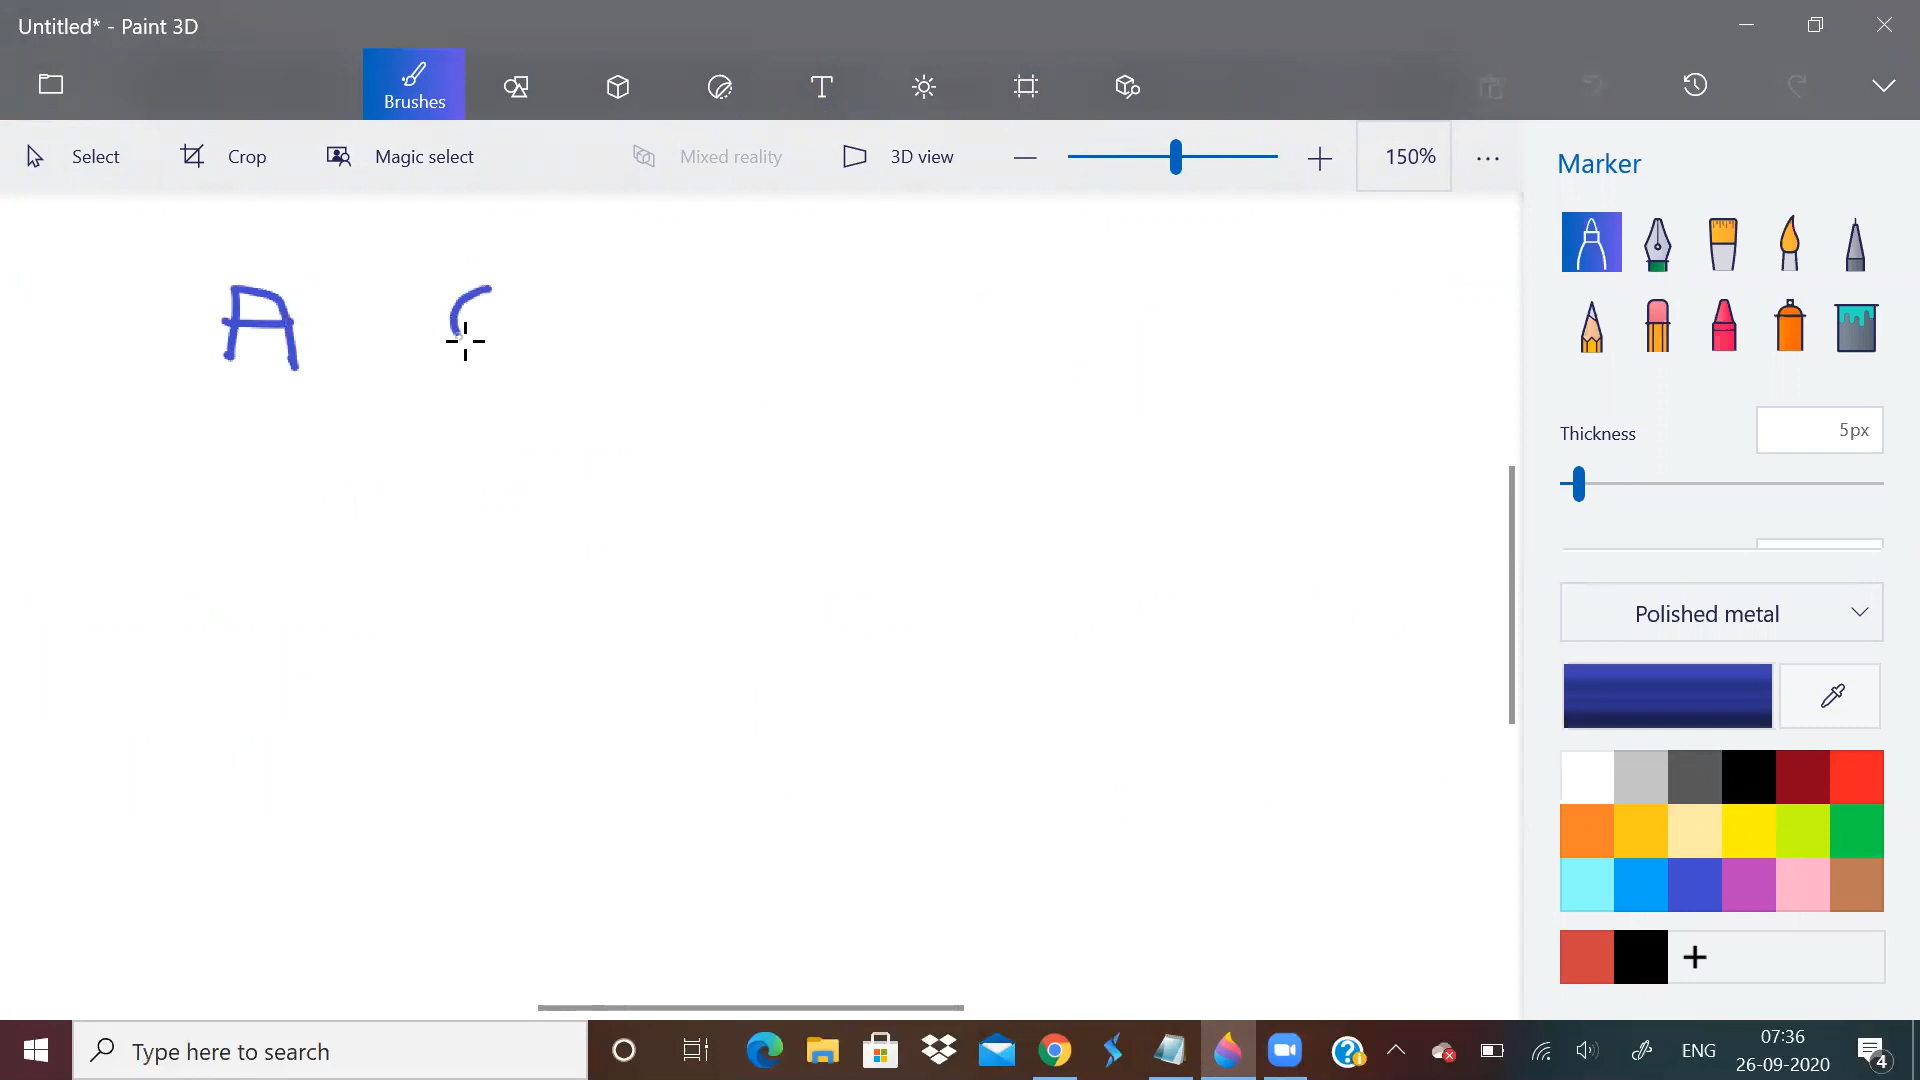 Untitled* - Paint 3D
Brushes
Select Crop Magic select Mixed reality 3D view 150%
Marker
A
Thickness 5px
Polished metal
Type here to search
ENG
07:36
26-09-2020
4